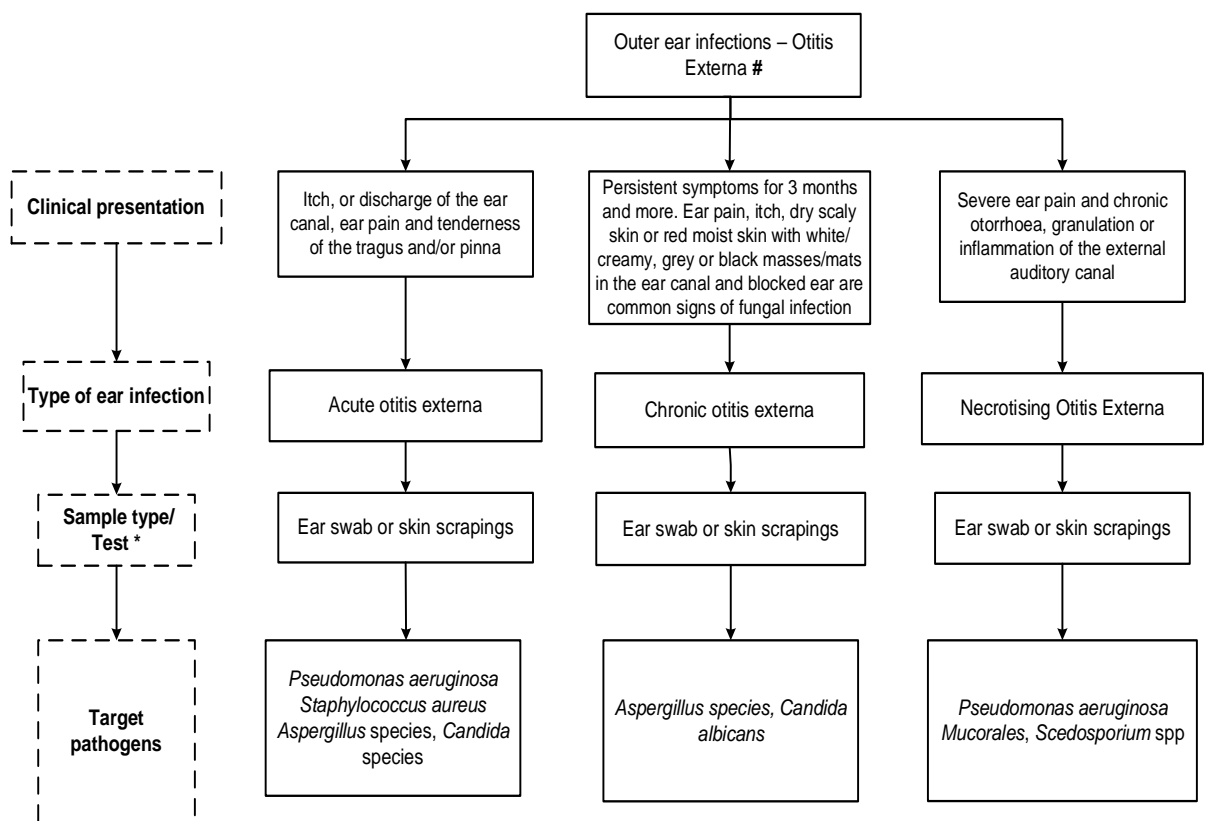 Outer ear infections – Otitis
Externa #
Clinical presentation
Itch, or discharge of the ear
canal, ear pain and tenderness
of the tragus and/or pinna
Persistent symptoms for 3 months
and more. Ear pain, itch, dry scaly
skin or red moist skin with white/
creamy, grey or black masses/mats
in the ear canal and blocked ear are
common signs of fungal infection
Severe ear pain and chronic
otorrhoea, granulation or
inflammation of the external
auditory canal
Type of ear infection
Acute otitis externa
Chronic otitis externa
Necrotising Otitis Externa
Sample type/
Test *
Ear swab or skin scrapings
Ear swab or skin scrapings
Ear swab or skin scrapings
Target
pathogens
Pseudomonas aeruginosa
Staphylococcus aureus
Aspergillus species, Candida
species
Aspergillus species, Candida
albicans
Pseudomonas aeruginosa
Mucorales, Scedosporium spp